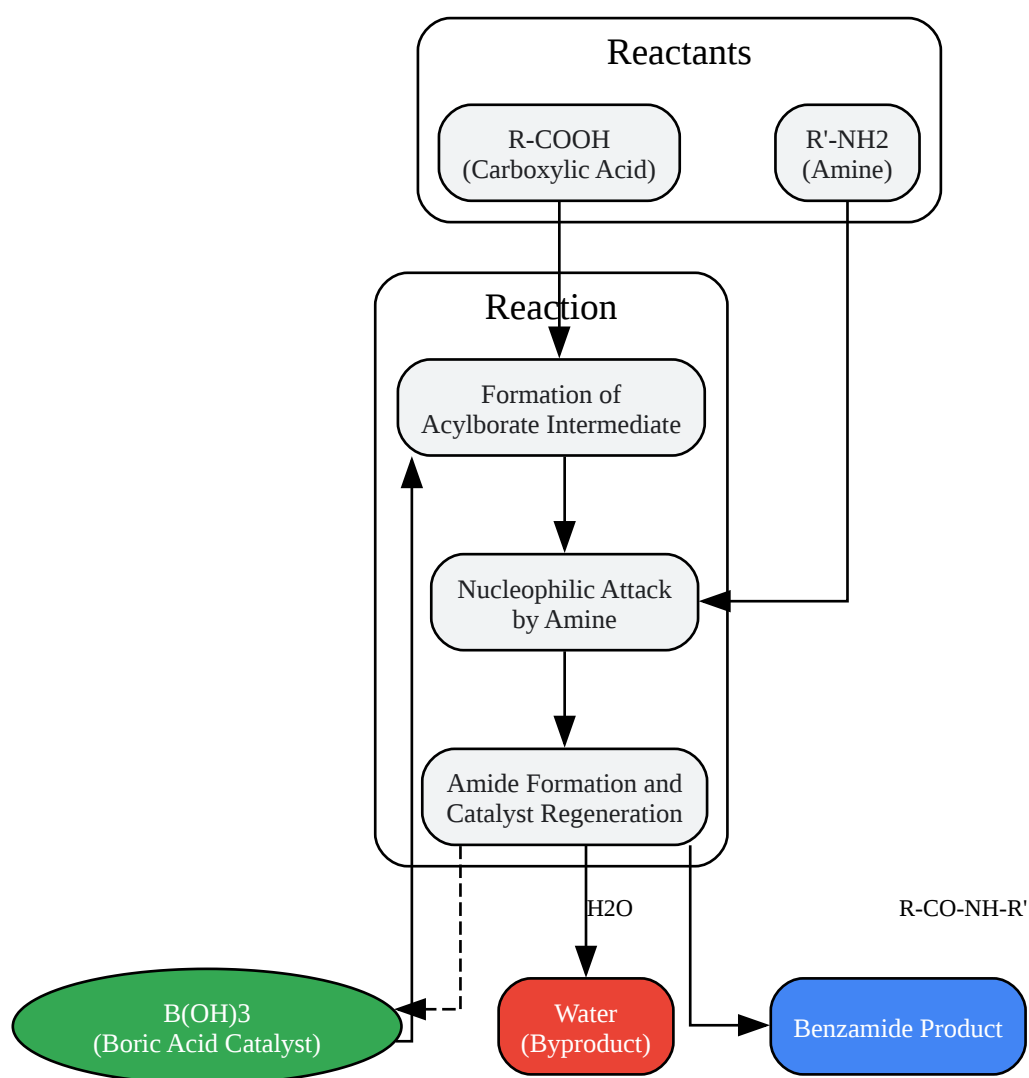 Reactants
R-COOH
(Carboxylic Acid)
R'-NH2
(Amine)
Reaction
Formation of
Acylborate Intermediate
Nucleophilic Attack
by Amine
Amide Formation and
Catalyst Regeneration
H2O
R-CO-NH-R'
B(OH)3
(Boric Acid Catalyst)
Water
(Byproduct)
Benzamide Product